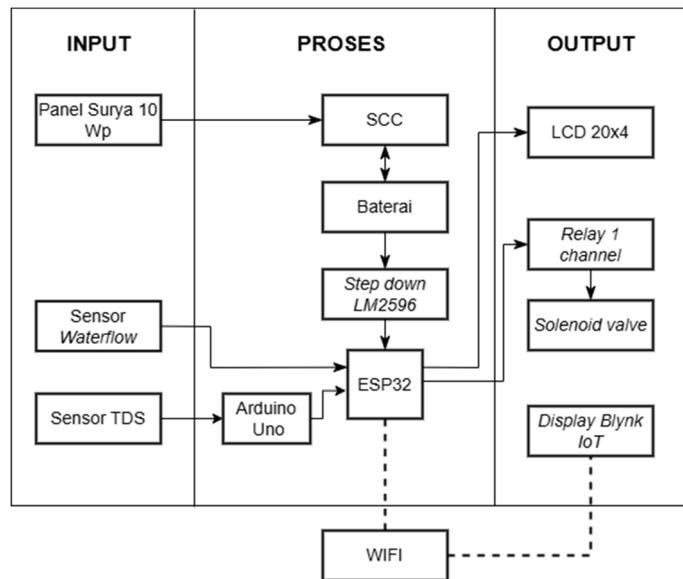 INPUT
PROSES
OUTPUT
Panel Surya 10
Wp
SCC
LCD 20x4
Baterai
Relay 1
channel
Step down
LM2596
Solenoid valve
Sensor
Waterflow
ESP32
Sensor TDS
Arduino
Uno
Display Blynk
IoT
WIFI